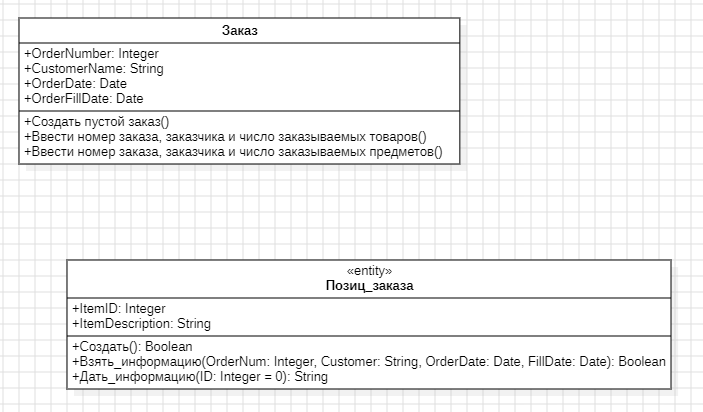 Заказ
+OrderNumber: Integer
+CustomerName: String
+OrderDate: Date
+OrderFillDate: Date
+Создать пустой заказ()
+Ввести номер заказа, заказчика и число заказываемых товаров()
+Ввести номер заказа, заказчика и число заказываемых предметов()
«entity»
Позиц_заказа
+ItemID: Integer
+ItemDescription: String
+Создать(): Boolean
+Взять_информацию(OrderNum: Integer, Customer: String, OrderDate: Date, FillDate: Date): Boolean
+Дать_информацию(ID: Integer = 0): String